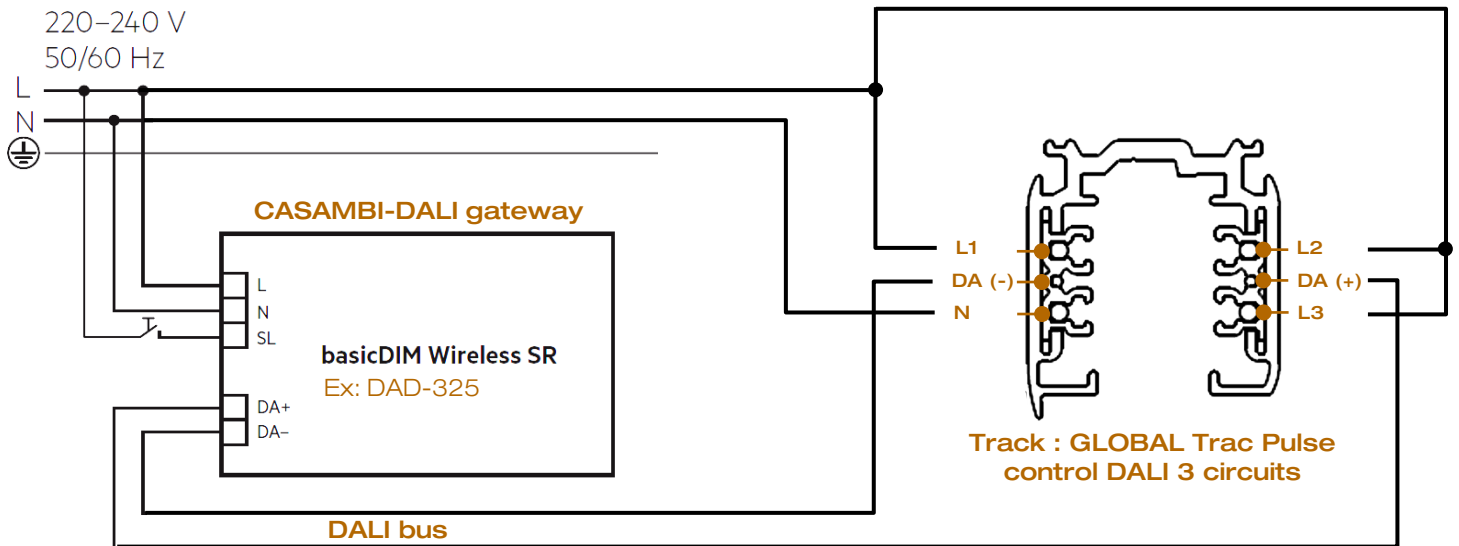 220–240 V
50/60 Hz
L
N
CASAMBI-DALI gateway
L
N
SL
basicDIM Wireless SR
Ex: DAD-325
DA+
DA–
DALI bus
L1
DA (-)
N
L2
DA (+)
L3
Track : GLOBAL Trac Pulse
control DALI 3 circuits